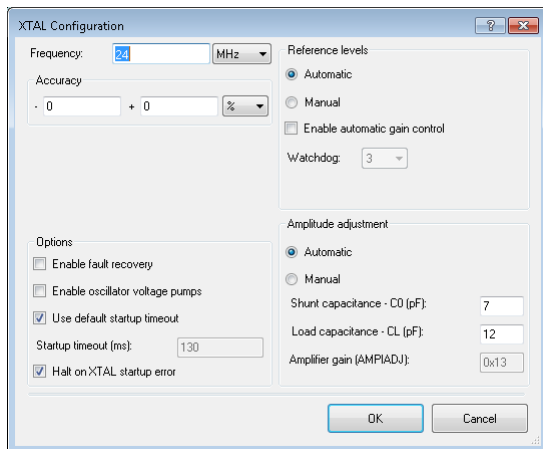 XTAL Configuration
Frequency: 24 MHz
Accuracy
- 0 + 0 %
Reference levels
Automatic
Manual
Enable automatic gain control
Watchdog: 3
Options
Enable fault recovery
Enable oscillator voltage pumps
Use default startup timeout
Startup timeout (ms): 130
Halt on XTAL startup error
Amplitude adjustment
Automatic
Manual
Shunt capacitance - C0 (pF): 7
Load capacitance - CL (pF): 12
Amplifier gain (AMPIADJ): 0x13
OK Cancel